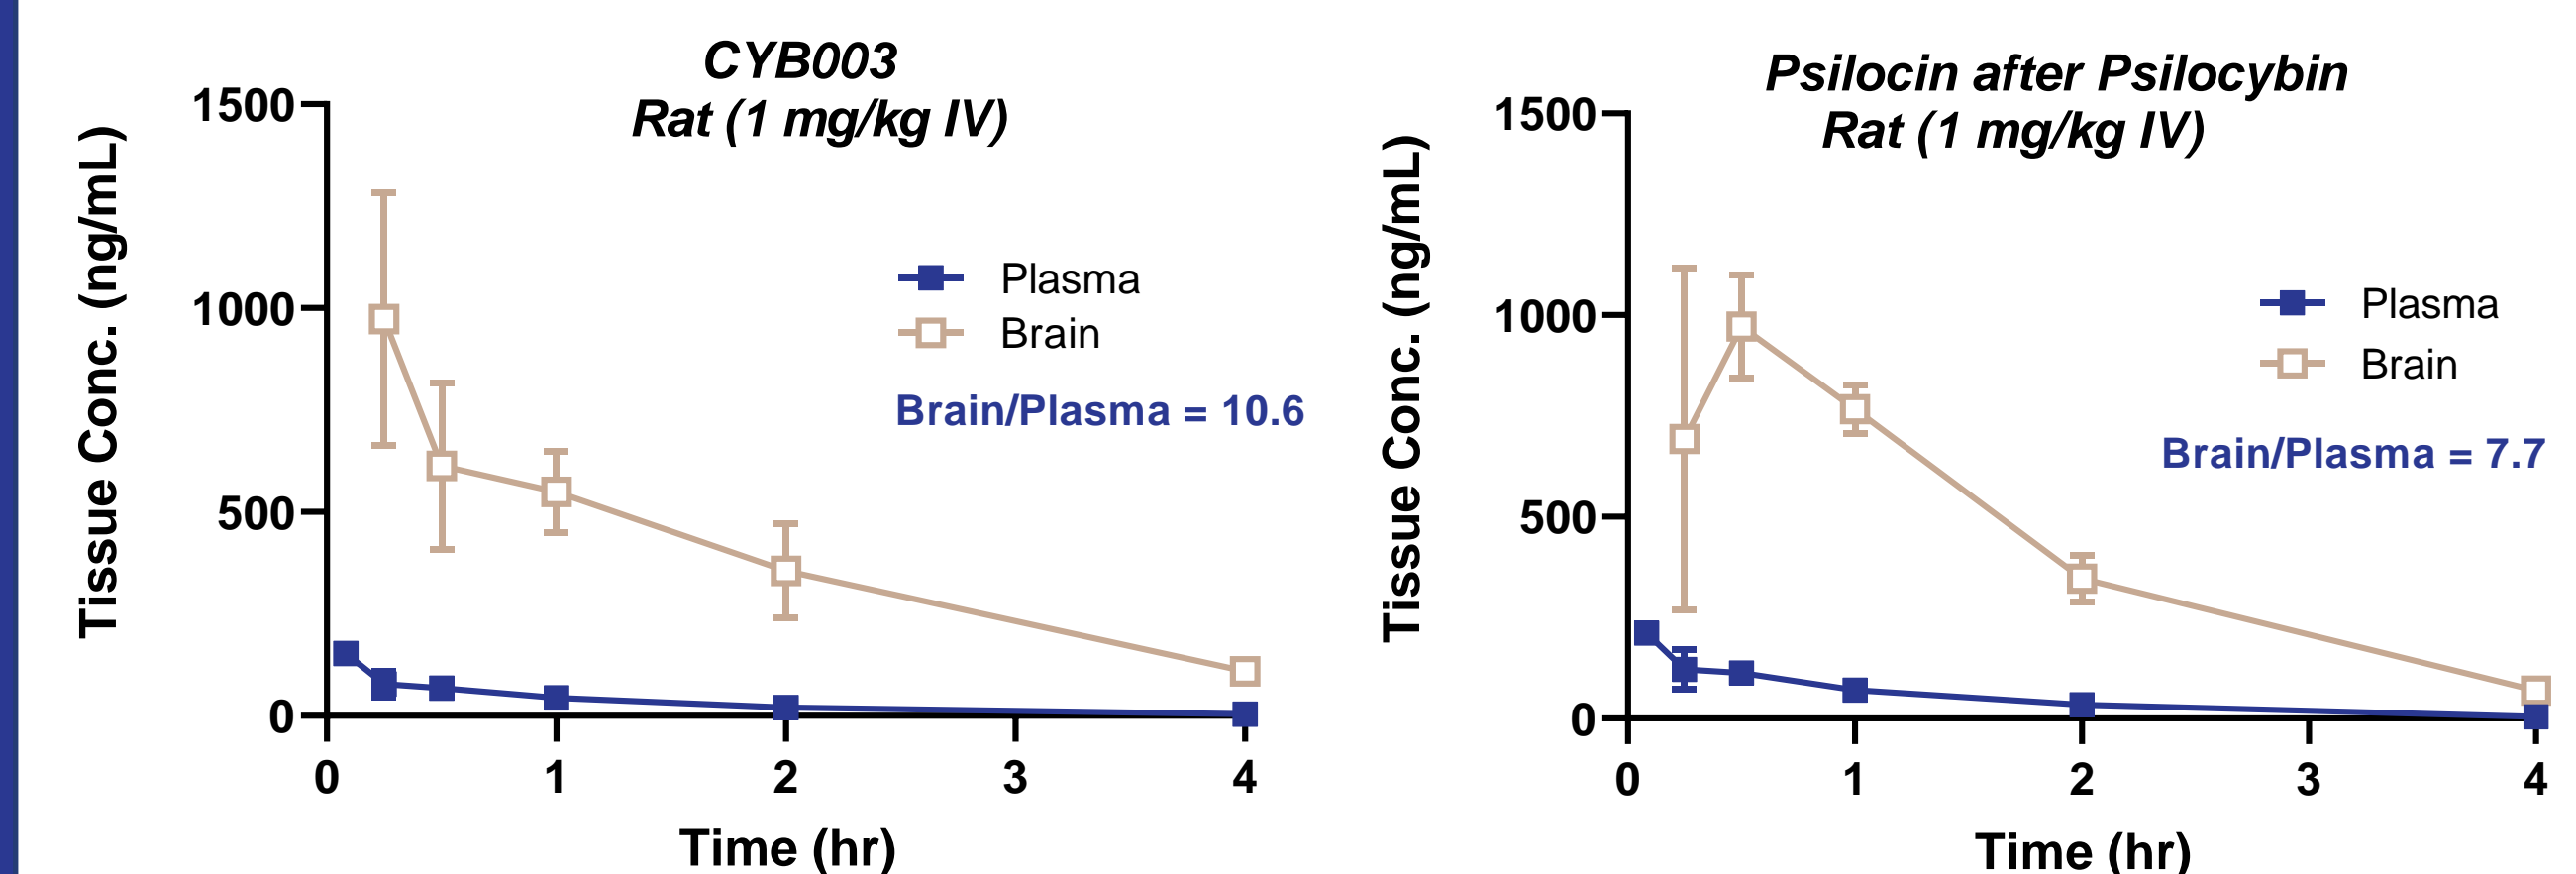 CYB003
Rat (1 mg/kg IV)
Tissue Conc. (ng/mL)
1500
1000
500
0
Plasma
Brain
Brain/Plasma = 10.6
0 1 2 3 4
Time (hr)
Psilocin after Psilocybin
Rat (1 mg/kg IV)
Tissue Conc. (ng/mL)
1500
1000
500
0
Plasma
Brain
Brain/Plasma = 7.7
0 1 2 3 4
Time (hr)